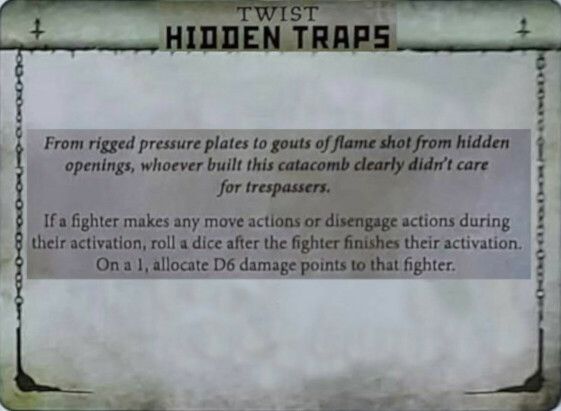 TWIST
HIDDEN TRAPS
From rigged pressure plates to gouts of flame shot from hidden
openings, whoever built this catacomb clearly didn't care
for trespassers.
If a fighter makes any move actions or disengage actions during
their activation, roll a dice after the fighter finishes their activation.
On a 1, allocate D6 damage points to that fighter.